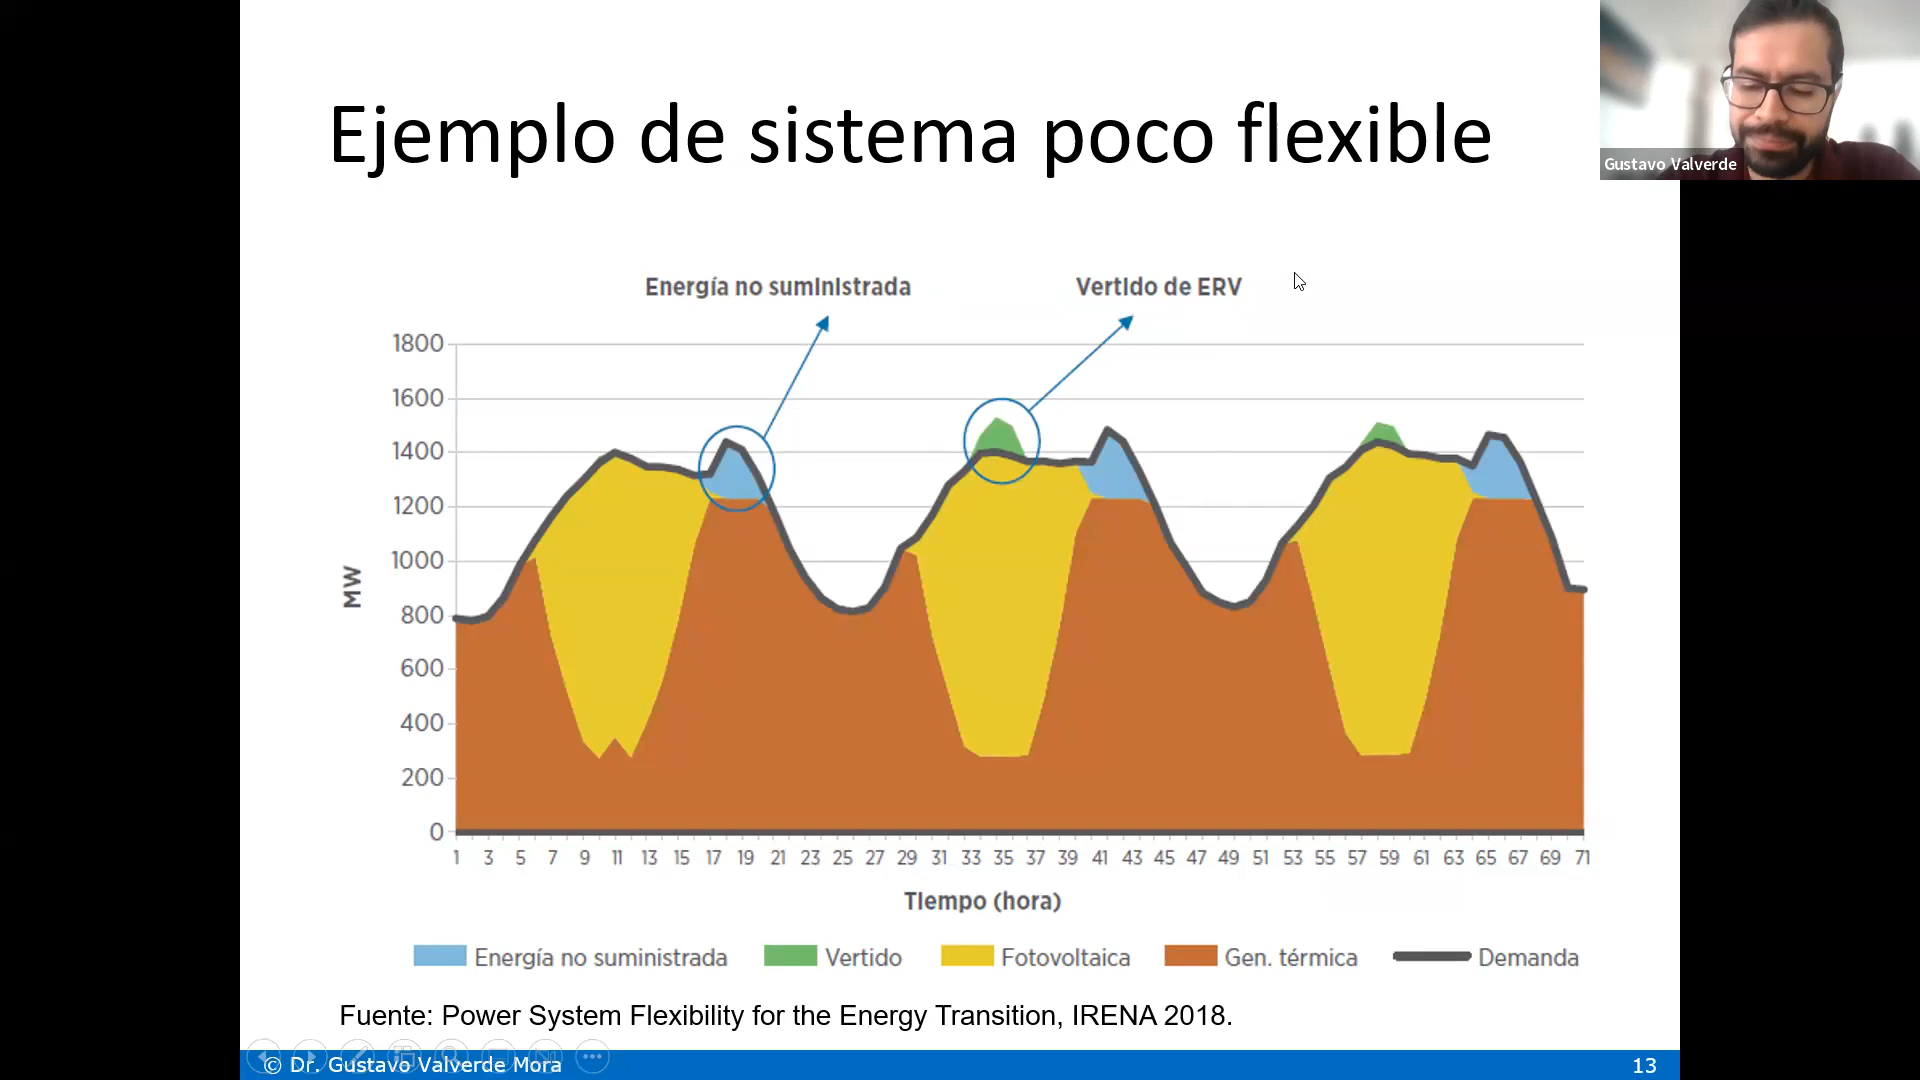 Ejemplo de sistema poco flexible
Gustavo Valverde
Energía no suministrada
Vertido de ERV
1800
1600
1400
1200
1000
800
600
400
200
0
MW
1 3 5 7 9 11 13 15 17 19 21 23 25 27 29 31 33 35 37 39 41 43 45 47 49 51 53 55 57 59 61 63 65 67 69 71
Tiempo (hora)
Energía no suministrada Vertido Fotovoltaica Gen. térmica Demanda
Fuente: Power System Flexibility for the Energy Transition, IRENA 2018.
© Dr. Gustavo Valverde Mora
13